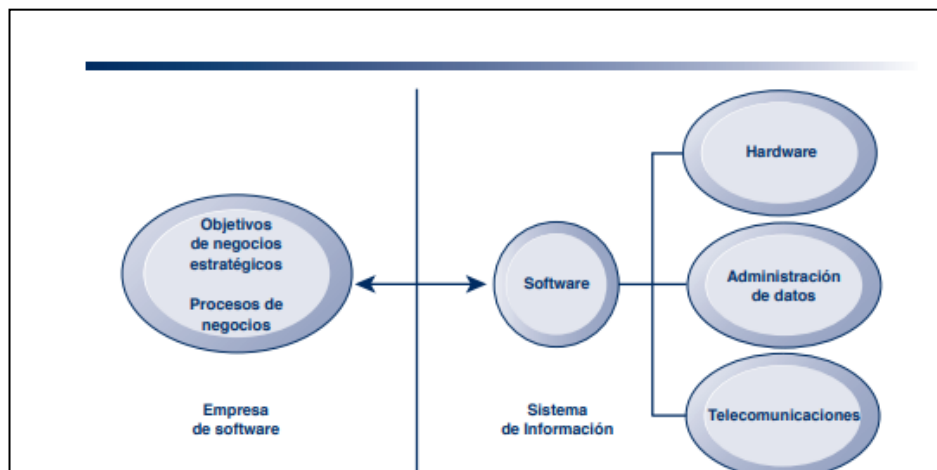 Objetivos
de negocios
estratégicos
Procesos de
negocios
Empresa
de software
Software
Sistema
de Información
Hardware
Administración
de datos
Telecomunicaciones